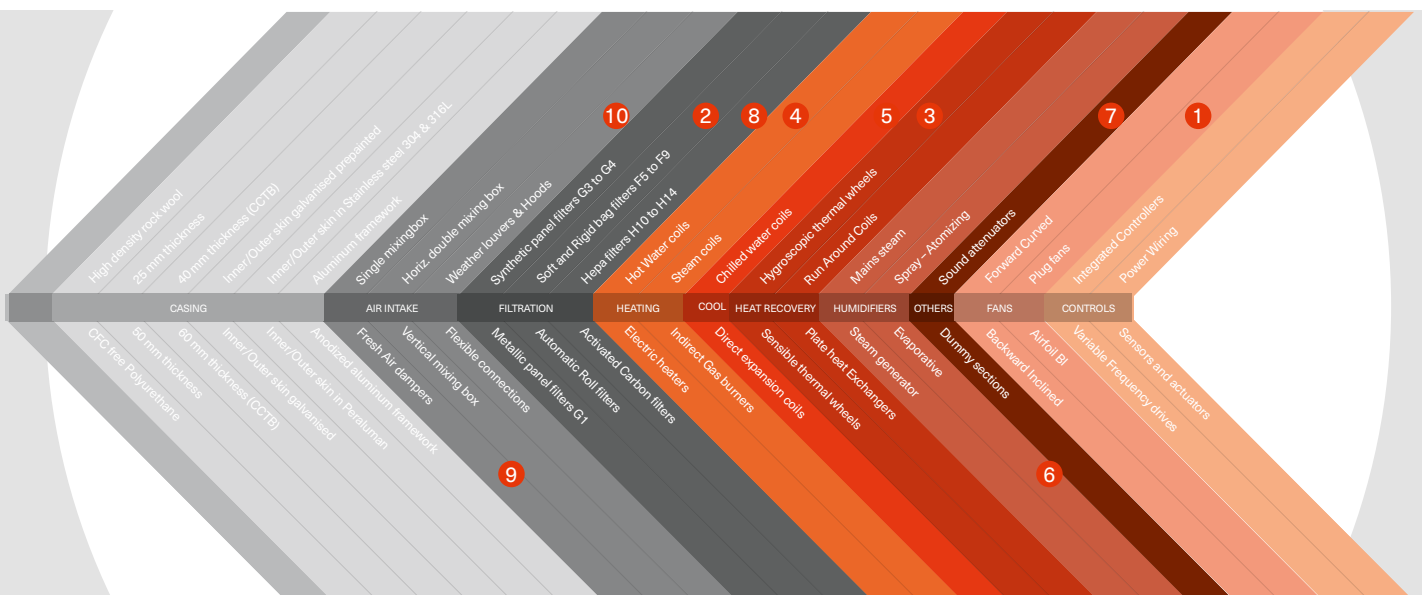 10
2
8
4
5
3
7
1
High density rock wool
25 mm thickness
40 mm thickness (CCTB)
Inner/Outer skin galvanised prepainted
Inner/Outer skin in Stainless steel 304 & 316L
Aluminum framework
Single mixingbox
Horiz. double mixing box
Weather louvers & Hoods
Synthetic panel filters G3 to G4
Soft and Rigid bag filters F5 to F9
Hepa filters H10 to H14
Hot Water coils
Steam coils
Chilled water coils
Hygroscopic thermal wheels
Run Around Coils
Mains steam
Spray – Atomizing
Sound attenuators
Forward Curved
Plug fans
Integrated Controllers
Power Wiring
CASING
AIR INTAKE
FILTRATION
HEATING
COOL
HEAT RECOVERY
HUMIDIFIERS
OTHERS
FANS
CONTROLS
CFC free Polyurethane
50 mm thickness
60 mm thickness (CCTB)
Inner/Outer skin galvanised
Inner/Outer skin in Peraluman
Anodized aluminum framework
Fresh Air dampers
Vertical mixing box
Flexible connections
Metallic panel filters G1
Automatic Roll filters
Activated Carbon filters
Electric heaters
Indirect Gas burners
Direct expansion coils
Sensible thermal wheels
Plate heat Exchangers
Steam generator
Evaporative
Dummy sections
Backward Inclined
Airfoil BI
Variable Frequency drives
Sensors and actuators
9
6